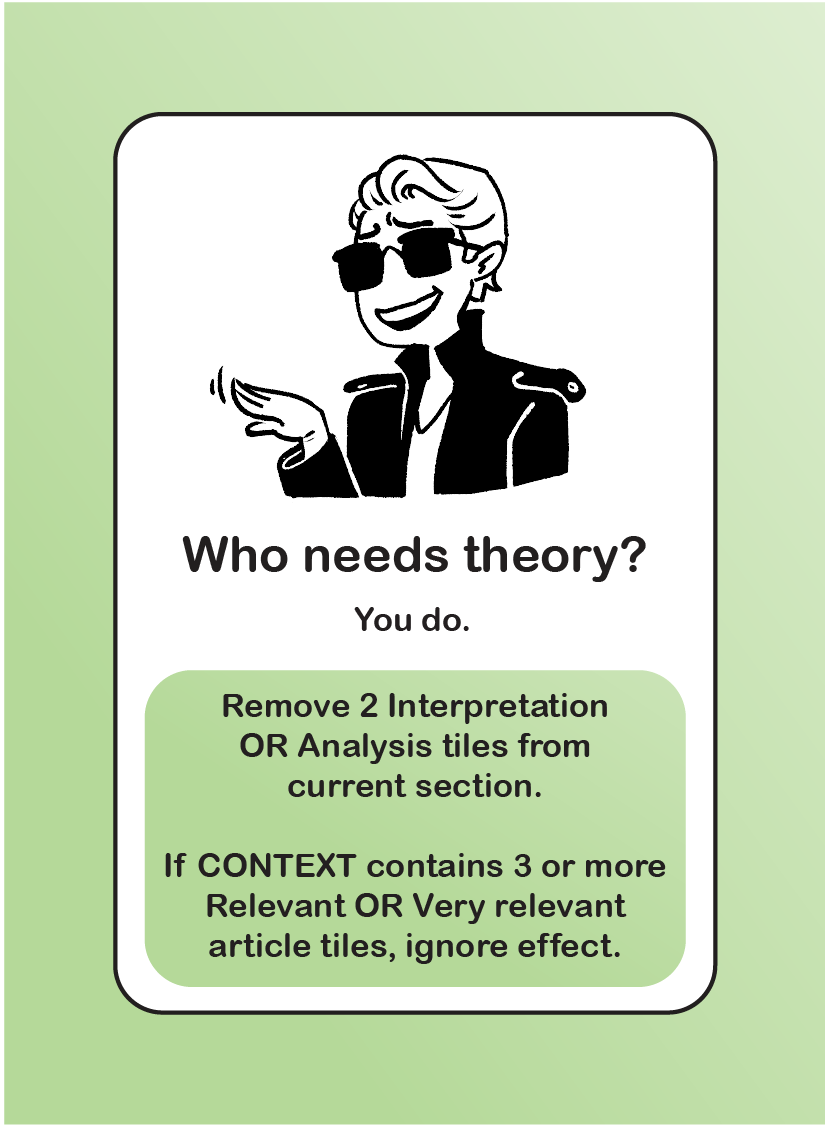 Who needs theory?
You do.
Remove 2 Interpretation
OR Analysis tiles from
current section.
If CONTEXT contains 3 or more
Relevant OR Very relevant
article tiles, ignore effect.